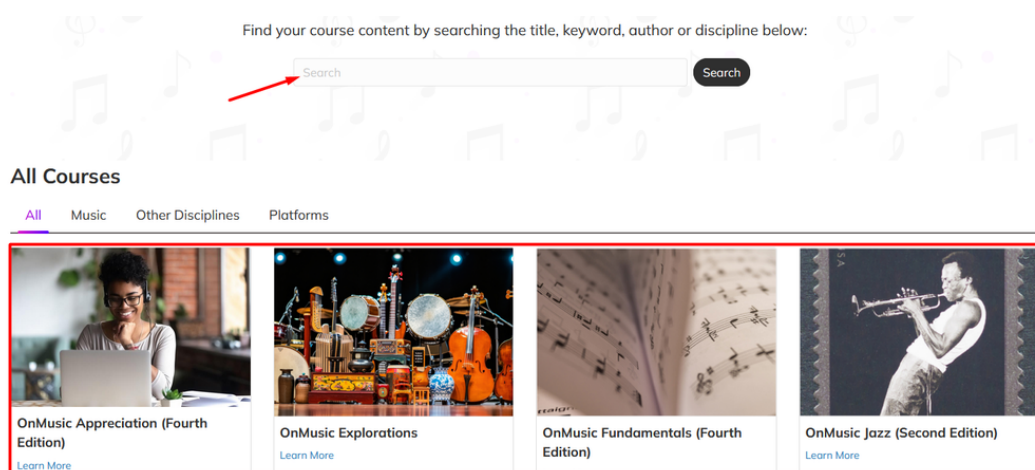 Find your course content by searching the title, keyword, author or discipline below:
Search Search
All Courses
All Music Other Disciplines Platforms
OnMusic Appreciation (Fourth
Edition)
Learn More
OnMusic Explorations
Learn More
OnMusic Fundamentals (Fourth
Edition)
OnMusic Jazz (Second Edition)
Learn More